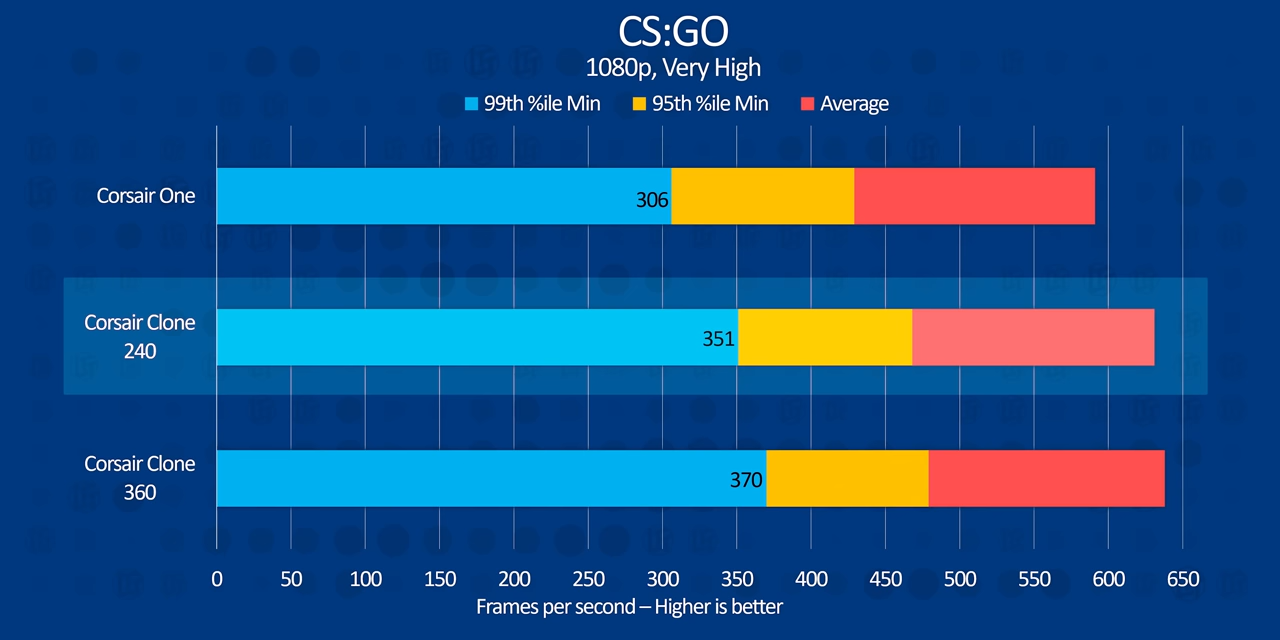 CS:GO
1080p, Very High
99th %ile Min 95th %ile Min Average
Corsair One
306
Corsair Clone
240
351
Corsair Clone
360
370
0 50 100 150 200 250 300 350 400 450 500 550 600 650
Frames per second – Higher is better